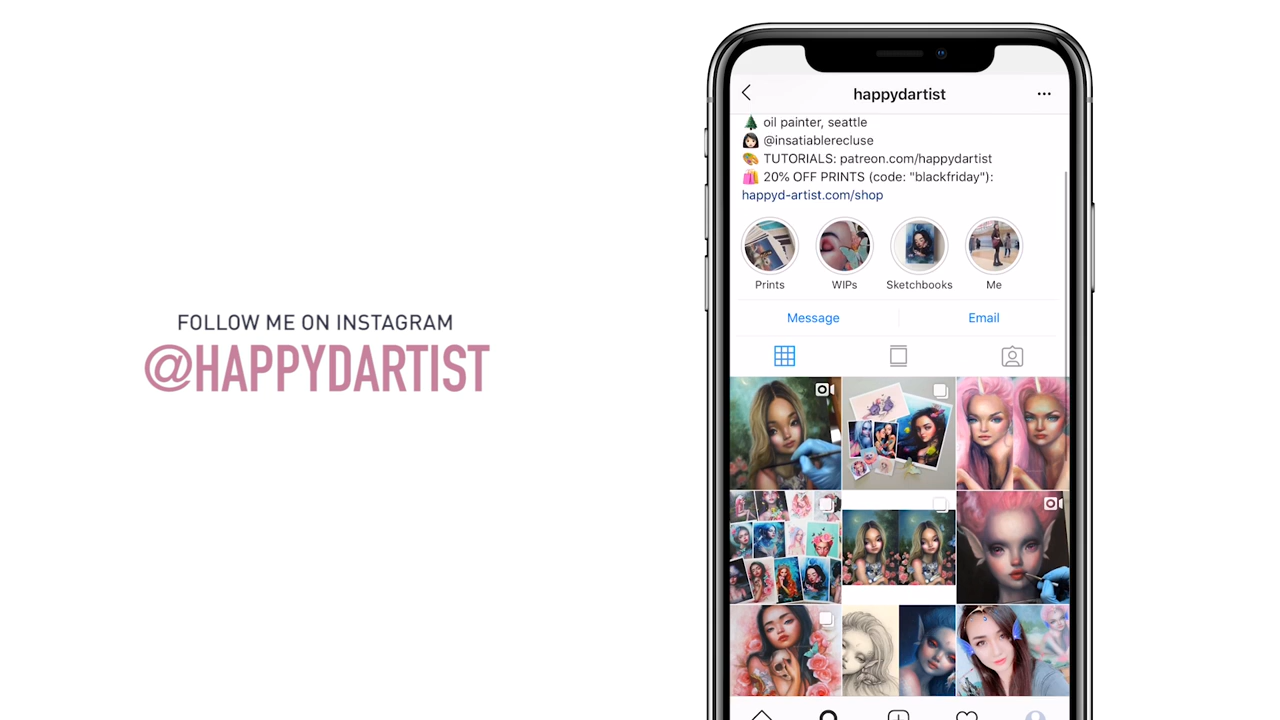 FOLLOW ME ON INSTAGRAM
@HAPPYDARTIST
happydartist
oil painter, seattle
@insatiablerecluse
TUTORIALS: patreon.com/happydartist
20% OFF PRINTS (code: "blackfriday"):
happyd-artist.com/shop
Prints
WIPs
Sketchbooks
Me
Message
Email